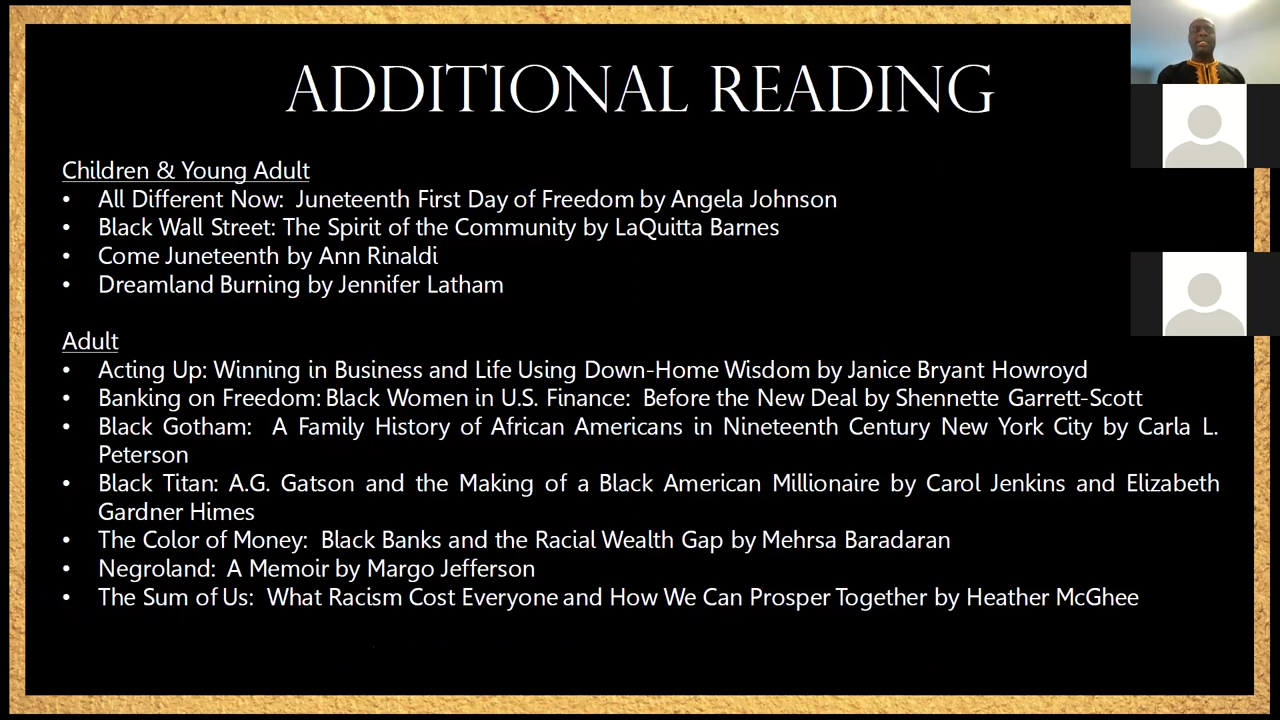 ADDITIONAL READING
Children & Young Adult
• All Different Now: Juneteenth First Day of Freedom by Angela Johnson
• Black Wall Street: The Spirit of the Community by LaQuitta Barnes
• Come Juneteenth by Ann Rinaldi
• Dreamland Burning by Jennifer Latham
Adult
• Acting Up: Winning in Business and Life Using Down-Home Wisdom by Janice Bryant Howroyd
• Banking on Freedom: Black Women in U.S. Finance: Before the New Deal by Shennette Garrett-Scott
• Black Gotham: A Family History of African Americans in Nineteenth Century New York City by Carla L.
Peterson
• Black Titan: A.G. Gatson and the Making of a Black American Millionaire by Carol Jenkins and Elizabeth
Gardner Himes
• The Color of Money: Black Banks and the Racial Wealth Gap by Mehrsa Baradaran
• Negroland: A Memoir by Margo Jefferson
• The Sum of Us: What Racism Cost Everyone and How We Can Prosper Together by Heather McGhee